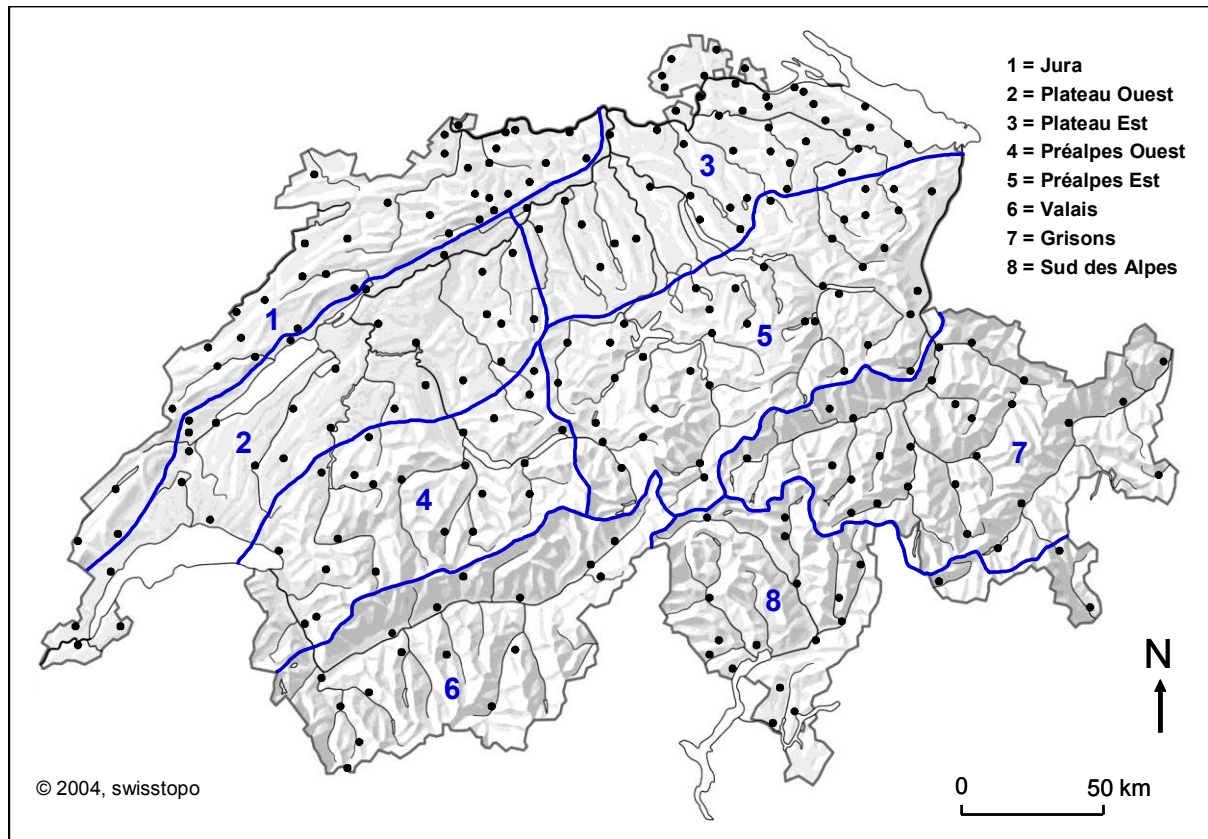 1 = Jura
2 = Plateau Ouest
3 = Plateau Est
4 = Préalpes Ouest
5 = Préalpes Est
6 = Valais
7 = Grisons
8 = Sud des Alpes
3
1
5
2
7
4
8
6
N
© 2004, swisstopo
0 50 km